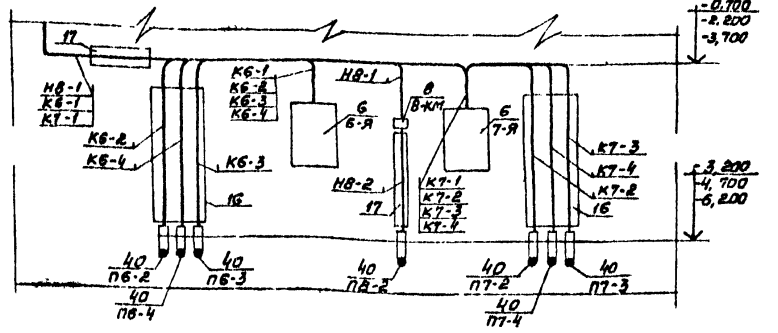 -0,700
-2,200
-3,700
17
Н8-1
К6-1
К7-1
К6-2
К6-4
К6-3
16
К6-1
К6-2
К6-3
К6-4
6
6-Я
Н8-1
8
8-КМ
6
7-Я
Н8-2
17
К7-1
К7-2
К7-3
К7-4
К7-3
К7-4
К7-2
16
-3,200
-4,700
-6,200
40
П6-2
40
П6-4
40
П6-3
40
П8-2
40
П7-2
40
П7-4
40
П7-3